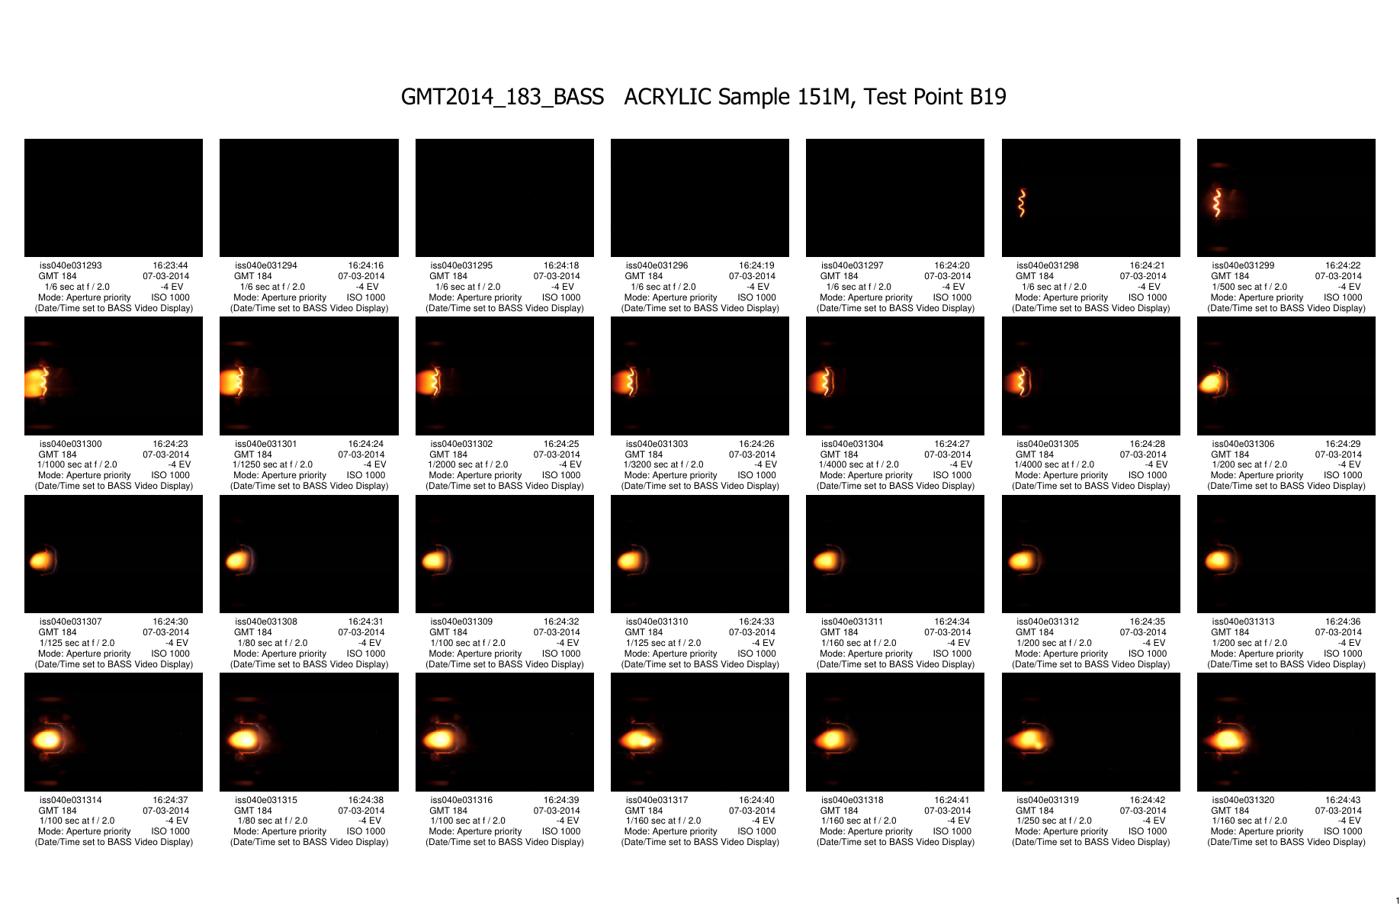 GMT2014_183_BASS   ACRYLIC Sample 151M, Test Point B19
iss040e031293 16:23:44
GMT 184 07-03-2014
1/6 sec at f / 2.0 -4 EV
Mode: Aperture priority ISO 1000
(Date/Time set to BASS Video Display)
iss040e031294 16:24:16
GMT 184 07-03-2014
1/6 sec at f / 2.0 -4 EV
Mode: Aperture priority ISO 1000
(Date/Time set to BASS Video Display)
iss040e031295 16:24:18
GMT 184 07-03-2014
1/6 sec at f / 2.0 -4 EV
Mode: Aperture priority ISO 1000
(Date/Time set to BASS Video Display)
iss040e031296 16:24:19
GMT 184 07-03-2014
1/6 sec at f / 2.0 -4 EV
Mode: Aperture priority ISO 1000
(Date/Time set to BASS Video Display)
iss040e031297 16:24:20
GMT 184 07-03-2014
1/6 sec at f / 2.0 -4 EV
Mode: Aperture priority ISO 1000
(Date/Time set to BASS Video Display)
iss040e031298 16:24:21
GMT 184 07-03-2014
1/6 sec at f / 2.0 -4 EV
Mode: Aperture priority ISO 1000
(Date/Time set to BASS Video Display)
iss040e031299 16:24:22
GMT 184 07-03-2014
1/500 sec at f / 2.0 -4 EV
Mode: Aperture priority ISO 1000
(Date/Time set to BASS Video Display)
iss040e031300 16:24:23
GMT 184 07-03-2014
1/1000 sec at f / 2.0 -4 EV
Mode: Aperture priority ISO 1000
(Date/Time set to BASS Video Display)
iss040e031301 16:24:24
GMT 184 07-03-2014
1/1250 sec at f / 2.0 -4 EV
Mode: Aperture priority ISO 1000
(Date/Time set to BASS Video Display)
iss040e031302 16:24:25
GMT 184 07-03-2014
1/2000 sec at f / 2.0 -4 EV
Mode: Aperture priority ISO 1000
(Date/Time set to BASS Video Display)
iss040e031303 16:24:26
GMT 184 07-03-2014
1/3200 sec at f / 2.0 -4 EV
Mode: Aperture priority ISO 1000
(Date/Time set to BASS Video Display)
iss040e031304 16:24:27
GMT 184 07-03-2014
1/4000 sec at f / 2.0 -4 EV
Mode: Aperture priority ISO 1000
(Date/Time set to BASS Video Display)
iss040e031305 16:24:28
GMT 184 07-03-2014
1/4000 sec at f / 2.0 -4 EV
Mode: Aperture priority ISO 1000
(Date/Time set to BASS Video Display)
iss040e031306 16:24:29
GMT 184 07-03-2014
1/200 sec at f / 2.0 -4 EV
Mode: Aperture priority ISO 1000
(Date/Time set to BASS Video Display)
iss040e031307 16:24:30
GMT 184 07-03-2014
1/125 sec at f / 2.0 -4 EV
Mode: Aperture priority ISO 1000
(Date/Time set to BASS Video Display)
iss040e031308 16:24:31
GMT 184 07-03-2014
1/80 sec at f / 2.0 -4 EV
Mode: Aperture priority ISO 1000
(Date/Time set to BASS Video Display)
iss040e031309 16:24:32
GMT 184 07-03-2014
1/100 sec at f / 2.0 -4 EV
Mode: Aperture priority ISO 1000
(Date/Time set to BASS Video Display)
iss040e031310 16:24:33
GMT 184 07-03-2014
1/125 sec at f / 2.0 -4 EV
Mode: Aperture priority ISO 1000
(Date/Time set to BASS Video Display)
iss040e031311 16:24:34
GMT 184 07-03-2014
1/160 sec at f / 2.0 -4 EV
Mode: Aperture priority ISO 1000
(Date/Time set to BASS Video Display)
iss040e031312 16:24:35
GMT 184 07-03-2014
1/200 sec at f / 2.0 -4 EV
Mode: Aperture priority ISO 1000
(Date/Time set to BASS Video Display)
iss040e031313 16:24:36
GMT 184 07-03-2014
1/200 sec at f / 2.0 -4 EV
Mode: Aperture priority ISO 1000
(Date/Time set to BASS Video Display)
iss040e031314 16:24:37
GMT 184 07-03-2014
1/100 sec at f / 2.0 -4 EV
Mode: Aperture priority ISO 1000
(Date/Time set to BASS Video Display)
iss040e031315 16:24:38
GMT 184 07-03-2014
1/80 sec at f / 2.0 -4 EV
Mode: Aperture priority ISO 1000
(Date/Time set to BASS Video Display)
iss040e031316 16:24:39
GMT 184 07-03-2014
1/100 sec at f / 2.0 -4 EV
Mode: Aperture priority ISO 1000
(Date/Time set to BASS Video Display)
iss040e031317 16:24:40
GMT 184 07-03-2014
1/160 sec at f / 2.0 -4 EV
Mode: Aperture priority ISO 1000
(Date/Time set to BASS Video Display)
iss040e031318 16:24:41
GMT 184 07-03-2014
1/160 sec at f / 2.0 -4 EV
Mode: Aperture priority ISO 1000
(Date/Time set to BASS Video Display)
iss040e031319 16:24:42
GMT 184 07-03-2014
1/250 sec at f / 2.0 -4 EV
Mode: Aperture priority ISO 1000
(Date/Time set to BASS Video Display)
iss040e031320 16:24:43
GMT 184 07-03-2014
1/160 sec at f / 2.0 -4 EV
Mode: Aperture priority ISO 1000
(Date/Time set to BASS Video Display)